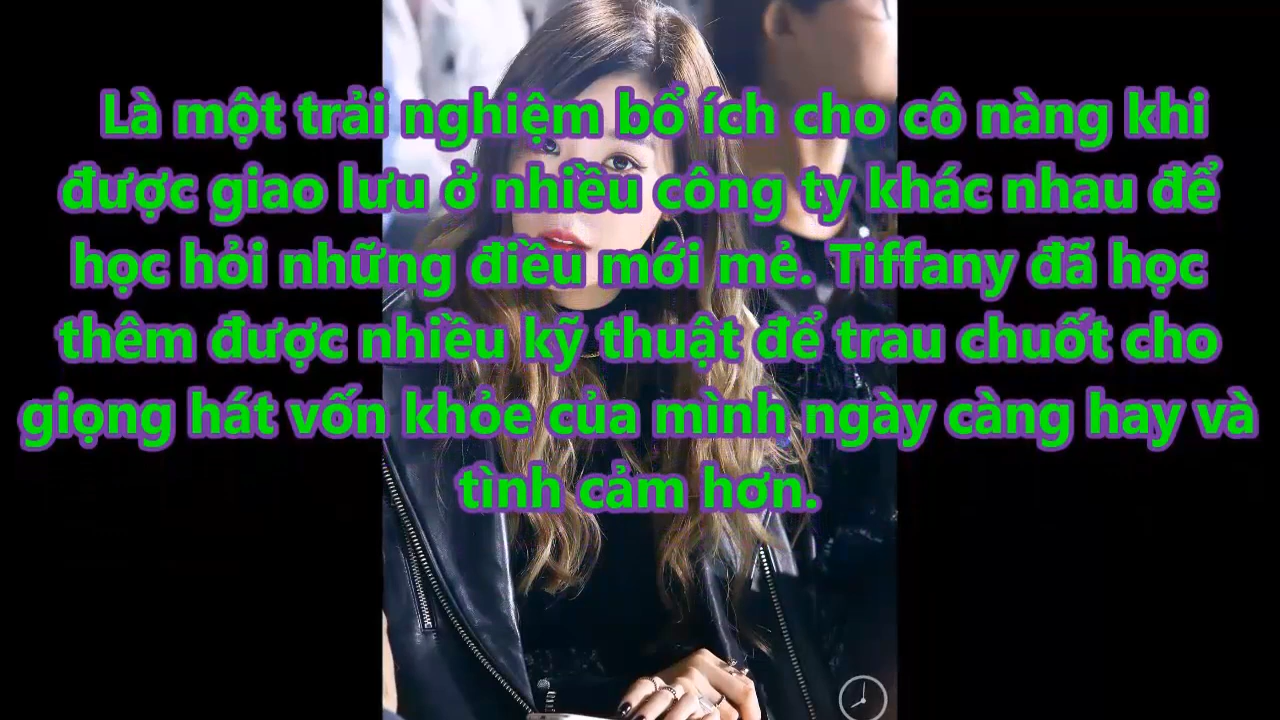 Là một trải nghiệm bổ ích cho cô nàng khi
được giao lưu ở nhiều công ty khác nhau để
học hỏi những điều mới mẻ. Tiffany đã học
thêm được nhiều kỹ thuật để trau chuốt cho
giọng hát vốn khỏe của mình ngày càng hay và
tình cảm hơn.